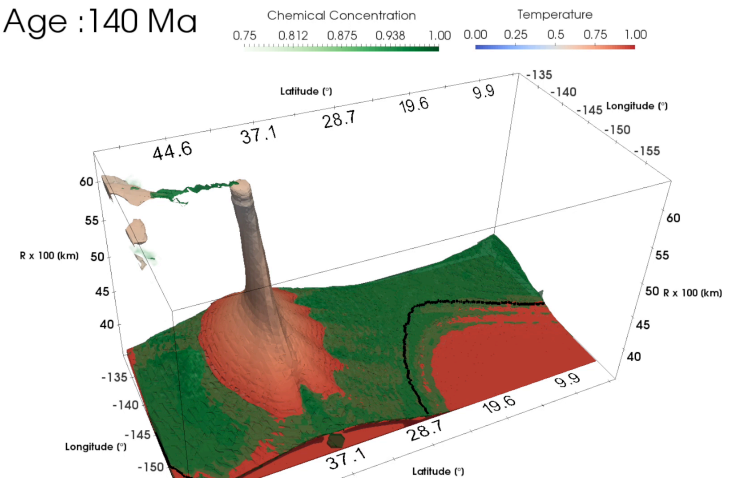 Age :140 Ma
Chemical Concentration
0.75 0.812 0.875 0.938 1.00
Temperature
0.00 0.25 0.5 0.75 1.00
Latitude (°)
44.6 37.1 28.7 19.6 9.9
-135
-140
-145
-150
-155
Longitude (°)
60
55
50
45
40
R x 100 (km)
60
55
50
45
40
R x 100 (km)
-135
-140
-145
-150
Longitude (°)
37.1 28.7 19.6 9.9
Latitude (°)